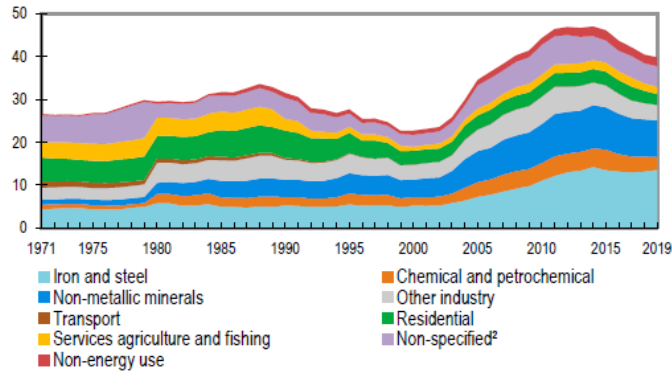 60
50
40
30
20
10
0
1971 1975 1980 1985 1990 1995 2000 2005 2010 2015 2019
Iron and steel Chemical and petrochemical
Non-metallic minerals Other industry
Transport Residential
Services agriculture and fishing Non-specified²
Non-energy use